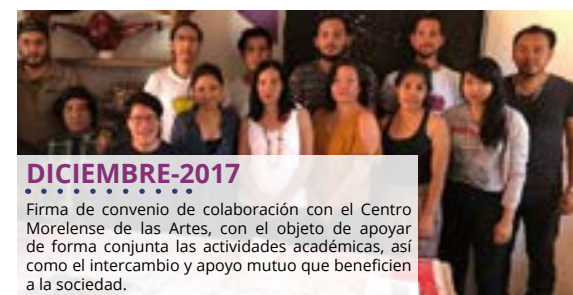 DICIEMBRE-2017
Firma de convenio de colaboración con el Centro
Morelense de las Artes, con el objeto de apoyar
de forma conjunta las actividades académicas, así
como el intercambio y apoyo mutuo que beneficien
a la sociedad.